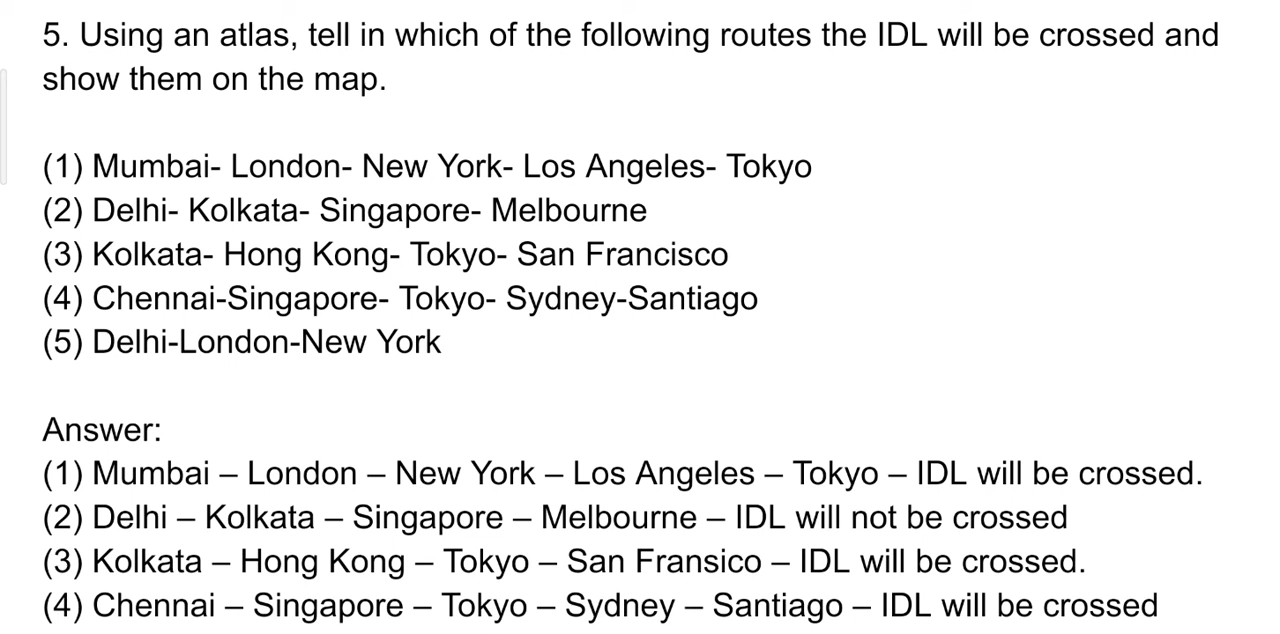 5. Using an atlas, tell in which of the following routes the IDL will be crossed and
show them on the map.
(1) Mumbai- London- New York- Los Angeles- Tokyo
(2) Delhi- Kolkata- Singapore- Melbourne
(3) Kolkata- Hong Kong- Tokyo- San Francisco
(4) Chennai-Singapore- Tokyo- Sydney-Santiago
(5) Delhi-London-New York
Answer:
(1) Mumbai – London – New York – Los Angeles – Tokyo – IDL will be crossed.
(2) Delhi – Kolkata – Singapore – Melbourne – IDL will not be crossed
(3) Kolkata – Hong Kong – Tokyo – San Fransico – IDL will be crossed.
(4) Chennai – Singapore – Tokyo – Sydney – Santiago – IDL will be crossed